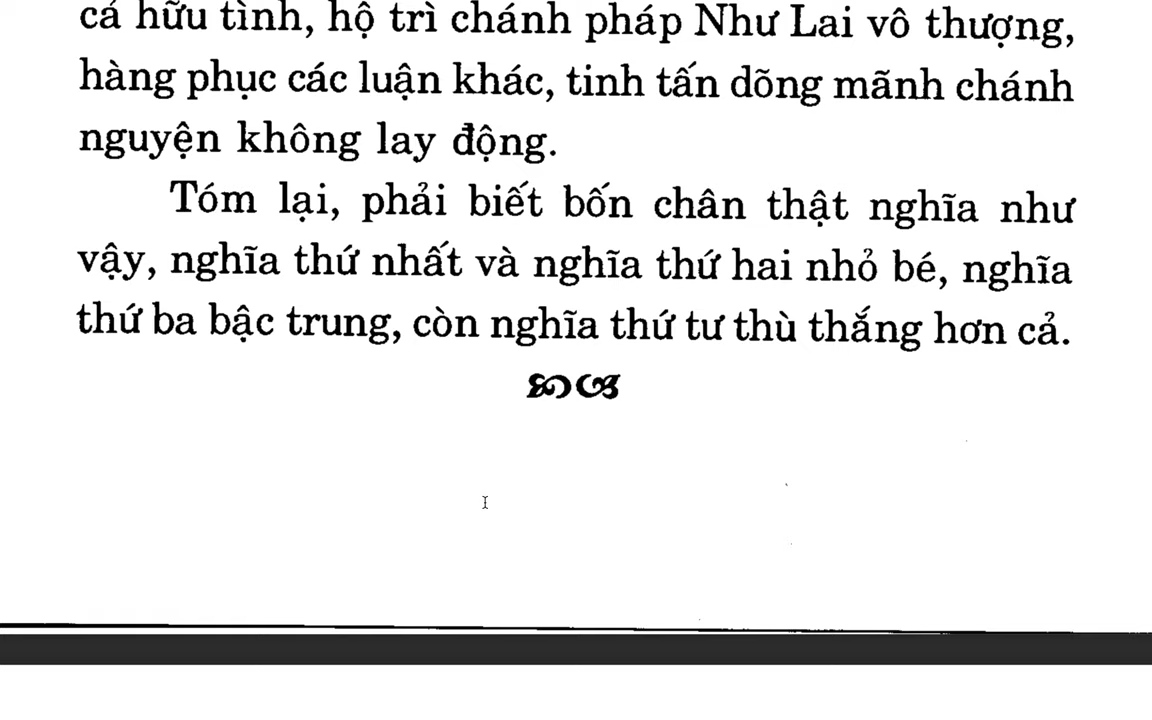 cả hữu tình, hộ trì chánh pháp Như Lai vô thượng,
hàng phục các luận khác, tinh tấn dõng mãnh chánh
nguyện không lay động.
Tóm lại, phải biết bốn chân thật nghĩa như
vậy, nghĩa thứ nhất và nghĩa thứ hai nhỏ bé, nghĩa
thứ ba bậc trung, còn nghĩa thứ tư thù thắng hơn cả.